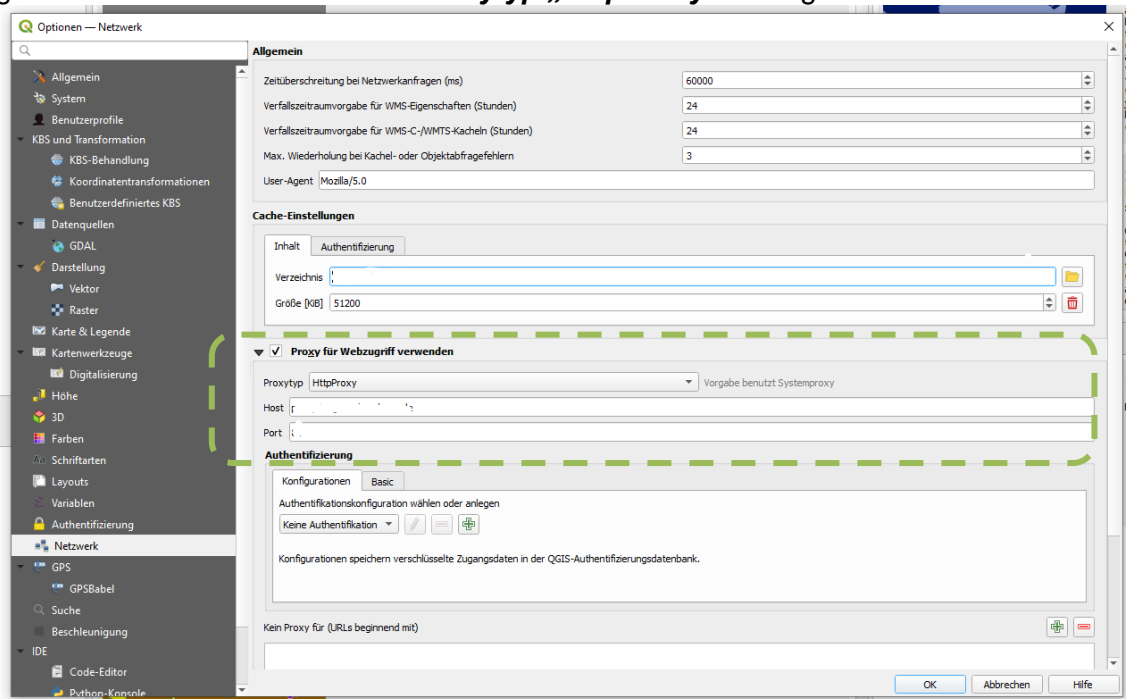 Optionen — Netzwerk
Allgemein
System
Benutzerprofile
KBS und Transformation
KBS-Behandlung
Koordinatentransformationen
Benutzerdefiniertes KBS
Datenquellen
GDAL
Darstellung
Vektor
Raster
Karte & Legende
Kartenwerkzeuge
Digitalisierung
Höhe
3D
Farben
Schriftarten
Layouts
Variablen
Authentifizierung
Netzwerk
GPS
GPSBabel
Suche
Beschleunigung
IDE
Code-Editor
Python-Konsole
Allgemein
Zeitüberschreitung bei Netzwerkanfragen (ms) 60000
Verfallszeitraumvorgabe für WMS-Eigenschaften (Stunden) 24
Verfallszeitraumvorgabe für WMS-C-/WMTS-Kacheln (Stunden) 24
Max. Wiederholung bei Kachel- oder Objektabfragefehlern 3
User-Agent Mozilla/5.0
Cache-Einstellungen
Inhalt Authentifizierung
Verzeichnis
Größe [KiB] 51200
Proxy für Webzugriff verwenden
Proxytyp HttpProxy Vorgabe benutzt Systemproxy
Host
Port
Authentifizierung
Konfigurationen Basic
Authentifikationskonfiguration wählen oder anlegen
Keine Authentifikation
Konfigurationen speichern verschlüsselte Zugangsdaten in der QGIS-Authentifizierungsdatenbank.
Kein Proxy für (URLs beginnend mit)
OK Abbrechen Hilfe